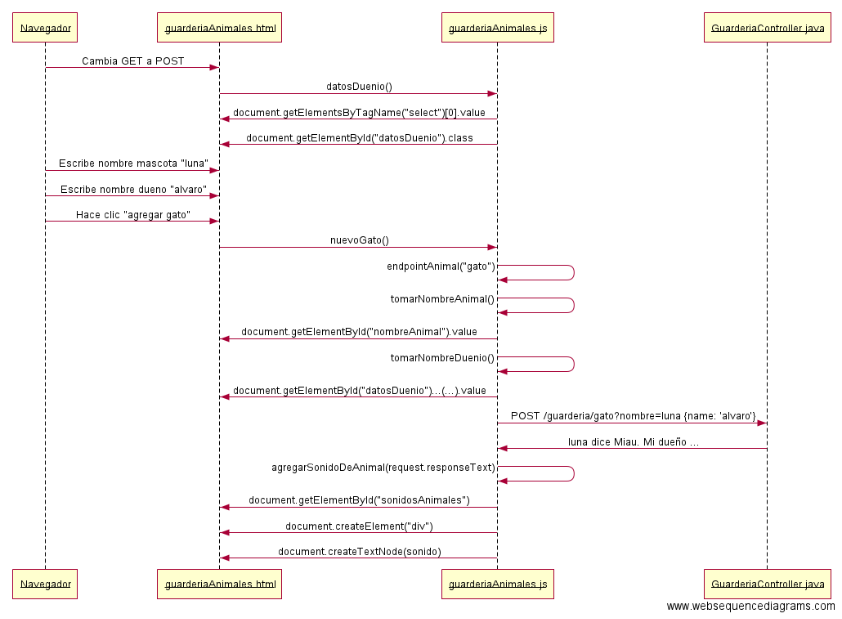 Navegador
guarderiaAnimales.html
guarderiaAnimales.js
GuarderiaController.java
Cambia GET a POST
datosDuenio()
document.getElementsByTagName("select")[0].value
document.getElementById("datosDuenio").class
Escribe nombre mascota "luna"
Escribe nombre dueno "alvaro"
Hace clic "agregar gato"
nuevoGato()
endpointAnimal("gato")
tomarNombreAnimal()
document.getElementById("nombreAnimal").value
tomarNombreDuenio()
document.getElementById("datosDuenio")...(...).value
POST /guarderia/gato?nombre=luna {name: 'alvaro'}
luna dice Miau. Mi dueño ...
agregarSonidoDeAnimal(request.responseText)
document.getElementById("sonidosAnimales")
document.createElement("div")
document.createTextNode(sonido)
Navegador
guarderiaAnimales.html
guarderiaAnimales.js
GuarderiaController.java
www.websequencediagrams.com